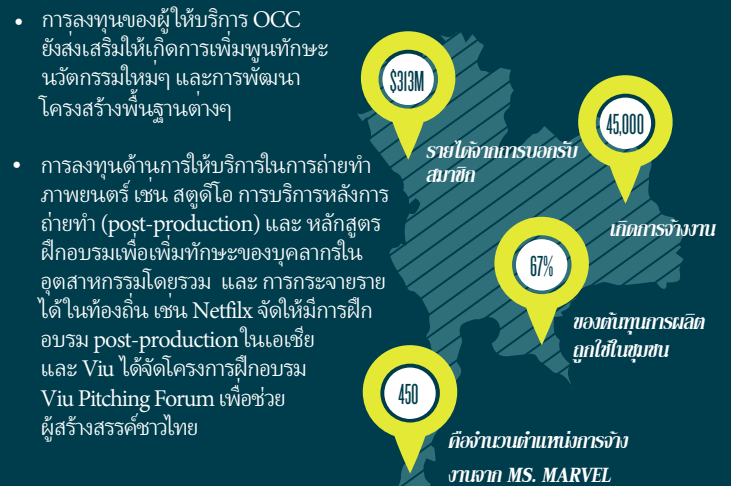 • การลงทุนของผู้ให้บริการ OCC
ยังส่งเสริมให้เกิดการเพิ่มพูนทักษะ
นวัตกรรมใหม่ๆ และการพัฒนา
โครงสร้างพื้นฐานต่างๆ
• การลงทุนด้านการให้บริการในการถ่ายทำ
ภาพยนตร์ เช่น สตูดิโอ การบริการหลังการ
ถ่ายทำ (post-production) และ หลักสูตร
ฝึกอบรมเพื่อเพิ่มทักษะของบุคลากรใน
อุตสาหกรรมโดยรวม และ การกระจายราย
ได้ในท้องถิ่น เช่น Netfilx จัดให้มีการฝึก
อบรม post-production ในเอเชีย
และ Viu ได้จัดโครงการฝึกอบรม
Viu Pitching Forum เพื่อช่วย
ผู้สร้างสรรค์ชาวไทย
$313M
รายได้จากการบอกรับ
สมาชิก
45,000
เกิดการจ้างงาน
67%
ของต้นทุนการผลิต
ถูกใช้ในชุมชน
450
คือจำนวนตำแหน่งการจ้าง
งานจาก MS. MARVEL